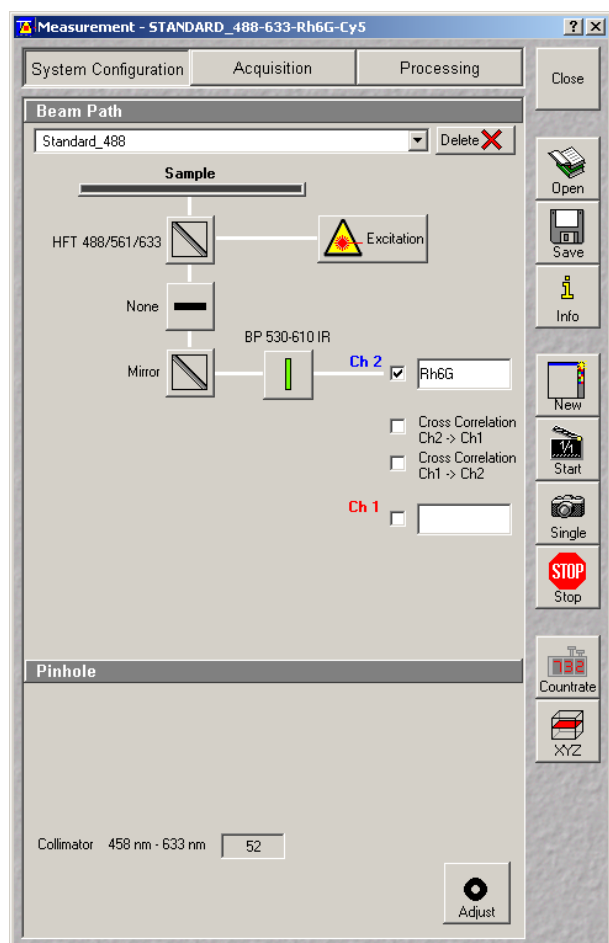 Measurement - STANDARD_488-633-Rh6G-Cy5
System Configuration
Acquisition
Processing
Close
Beam Path
Standard_488
Delete
Sample
HFT 488/561/633
Excitation
None
BP 530-610 IR
Mirror
Ch 2
Rh6G
Cross Correlation
Ch2 -> Ch1
Cross Correlation
Ch1 -> Ch2
Ch 1
Pinhole
Collimator 458 nm - 633 nm 52
Adjust
Open
Save
Info
New
1/1
Start
Single
STOP
Stop
732
Countrate
XYZ